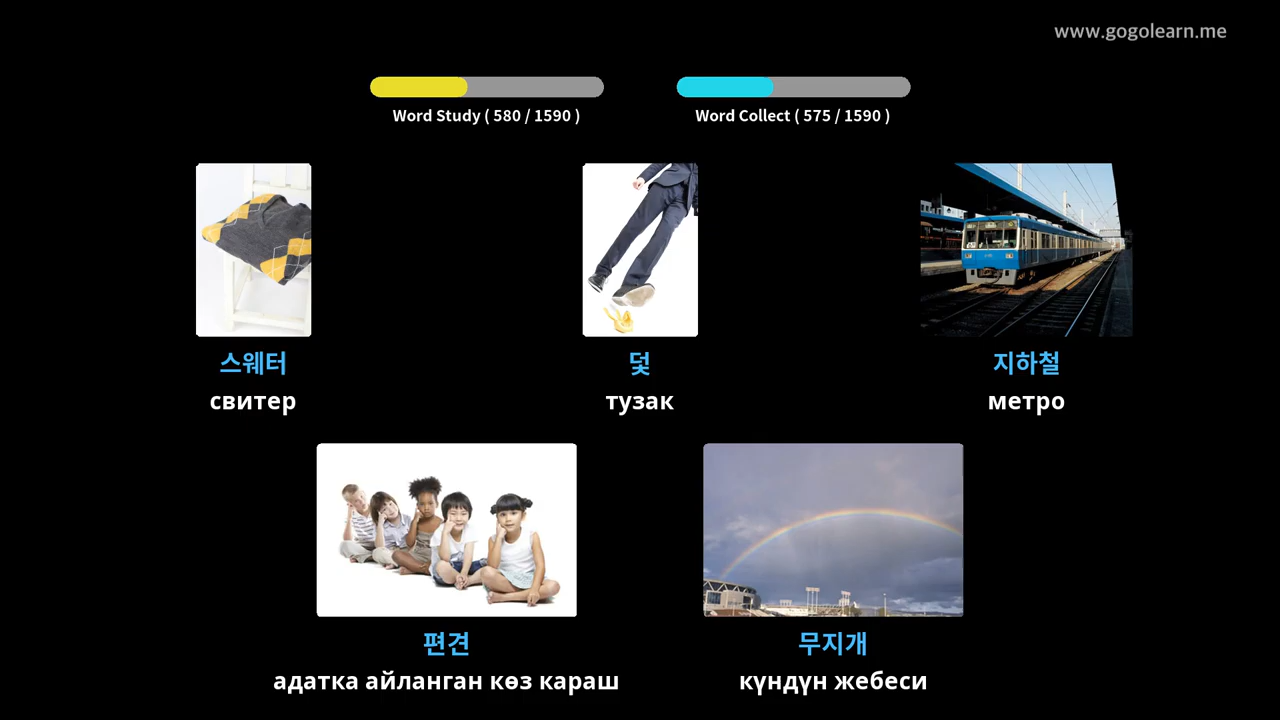 www.gogolearn.me
Word Study ( 580 / 1590 )
Word Collect ( 575 / 1590 )
스웨터
свитер
덫
тузак
지하철
метро
편견
адатка айланган көз караш
무지개
күндүн жебеси